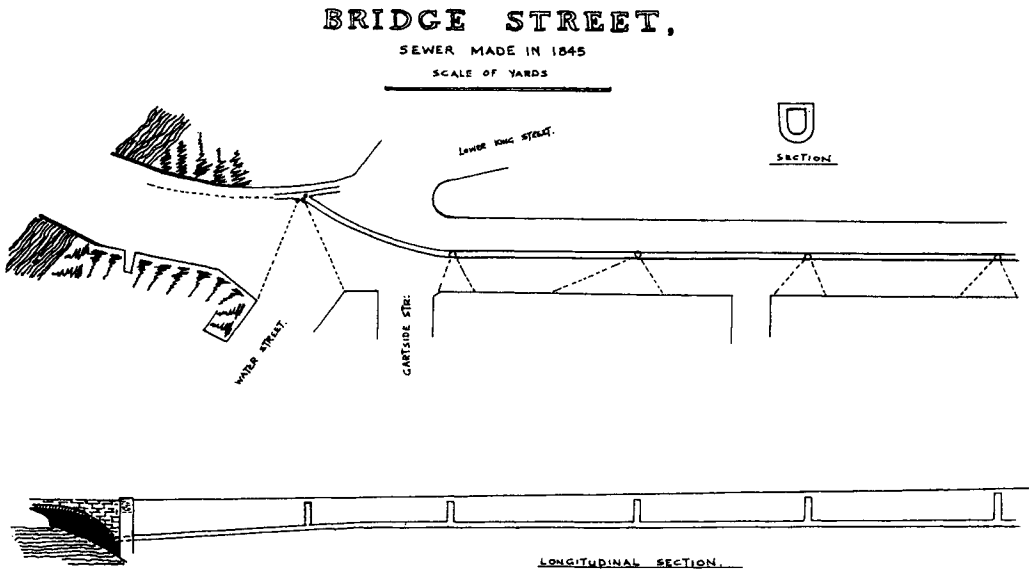 BRIDGE STREET,
SEWER MADE IN 1845
SCALE OF YARDS
LOWER KING STREET.
SECTION
WATER STREET.
GARTSIDE STR:
LONGITUDINAL SECTION.